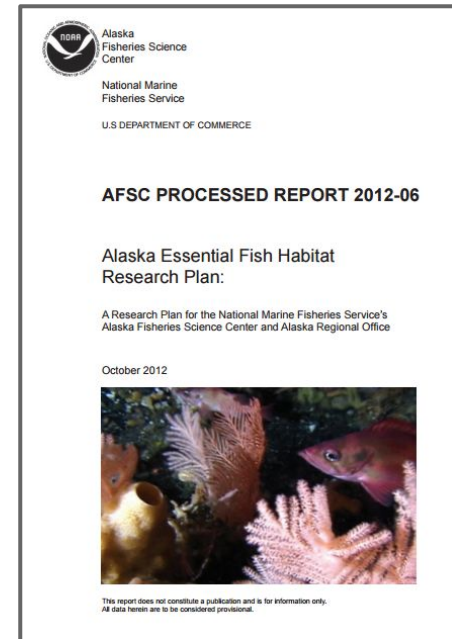 NOAA
Alaska
Fisheries Science
Center
National Marine
Fisheries Service
U.S DEPARTMENT OF COMMERCE
AFSC PROCESSED REPORT 2012-06
Alaska Essential Fish Habitat
Research Plan:
A Research Plan for the National Marine Fisheries Service's
Alaska Fisheries Science Center and Alaska Regional Office
October 2012
This report does not constitute a publication and is for information only.
All data herein are to be considered provisional.